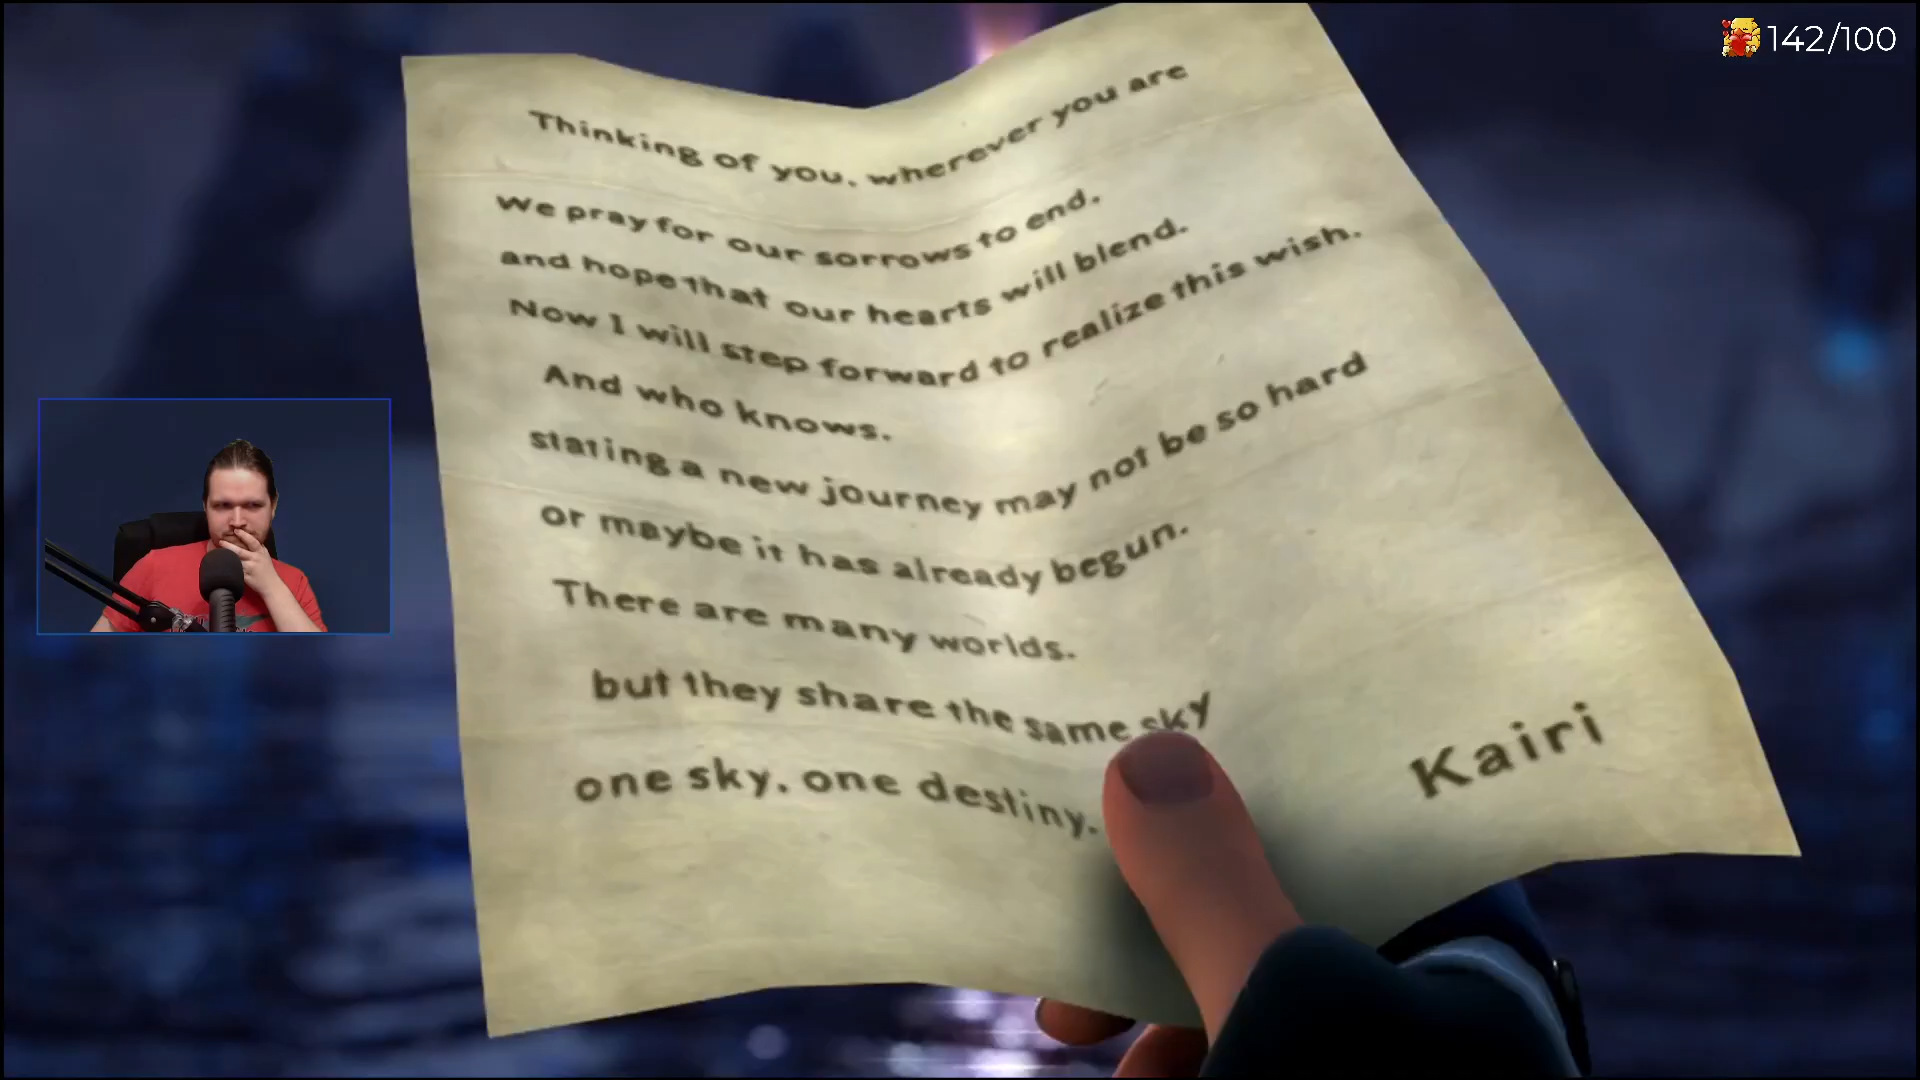 142/100
Thinking of you, wherever you are
We pray for our sorrows to end,
and hope that our hearts will blend.
Now I will step forward to realize this wish.
And who knows.
stating a new journey may not be so hard
or maybe it has already begun.
There are many worlds.
but they share the same sky
one sky, one destiny.
Kairi